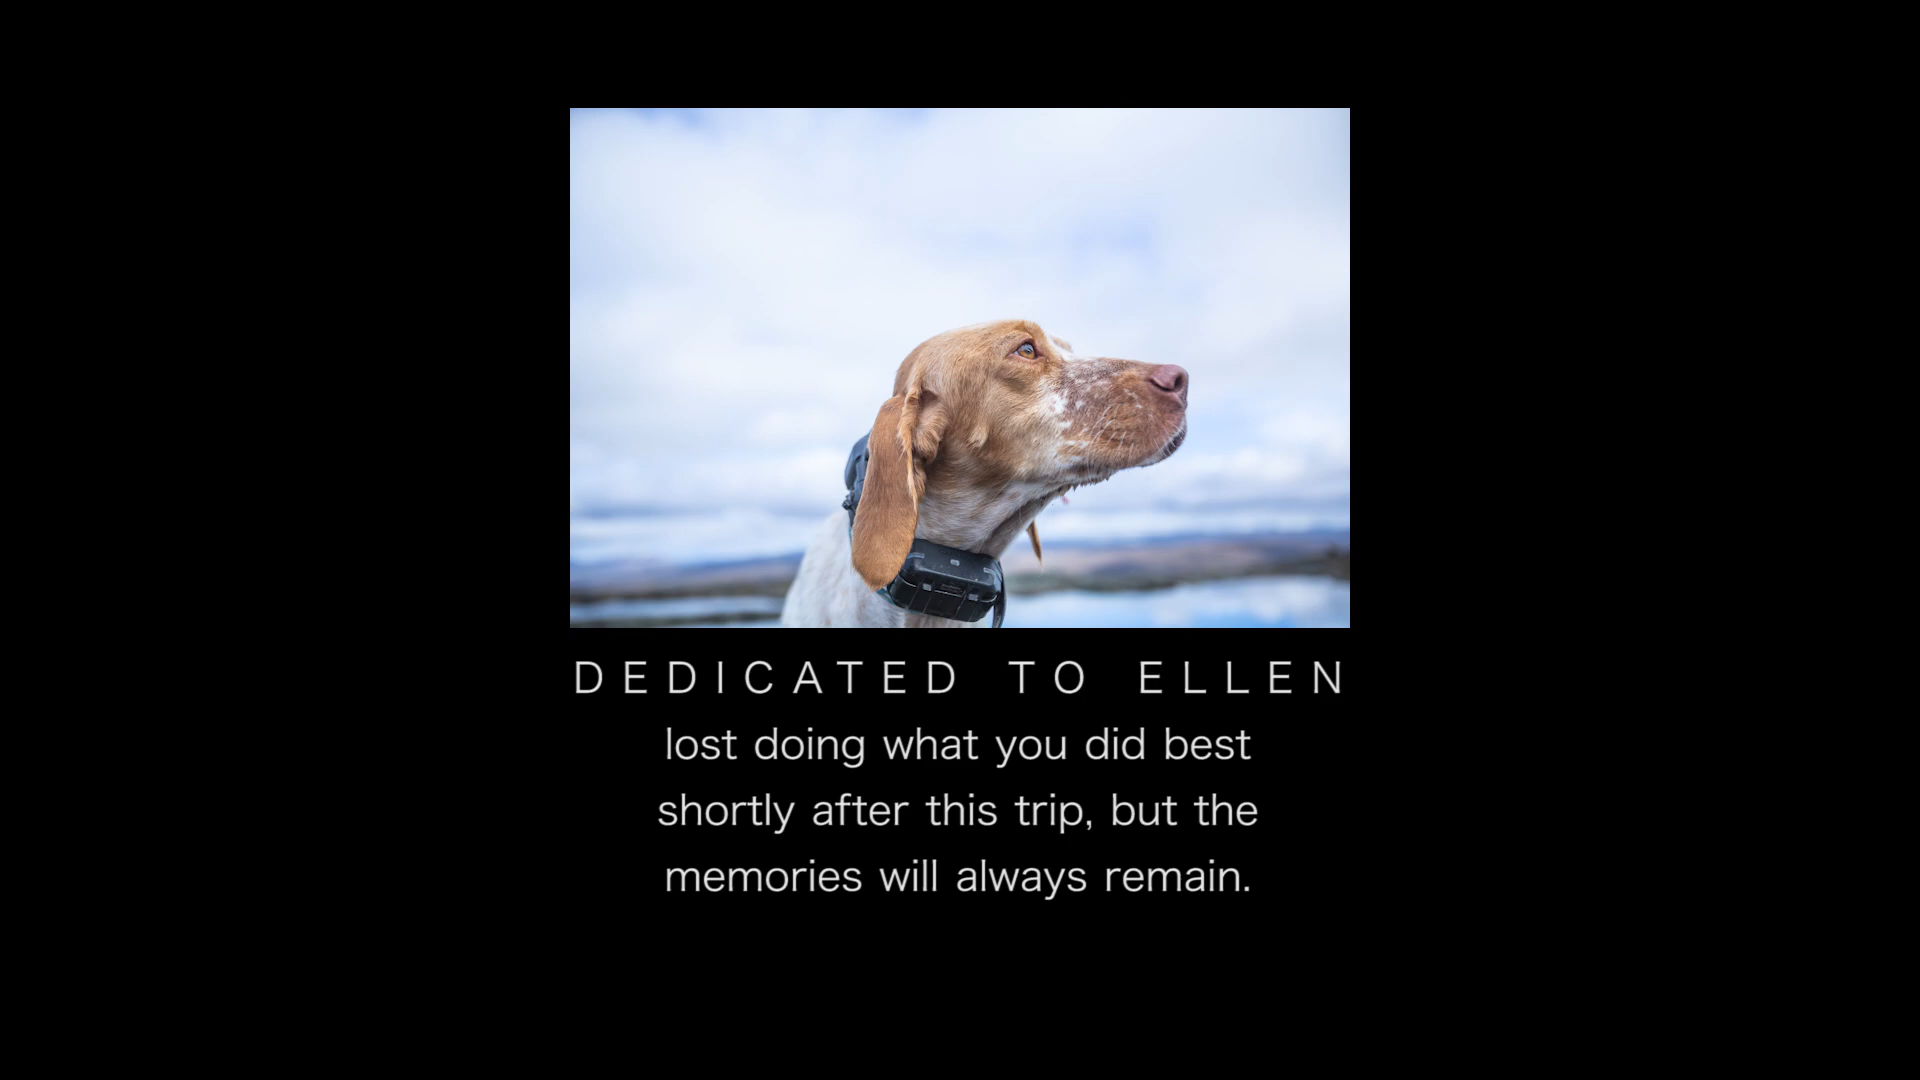 DEDICATED TO ELLEN
lost doing what you did best
shortly after this trip, but the
memories will always remain.